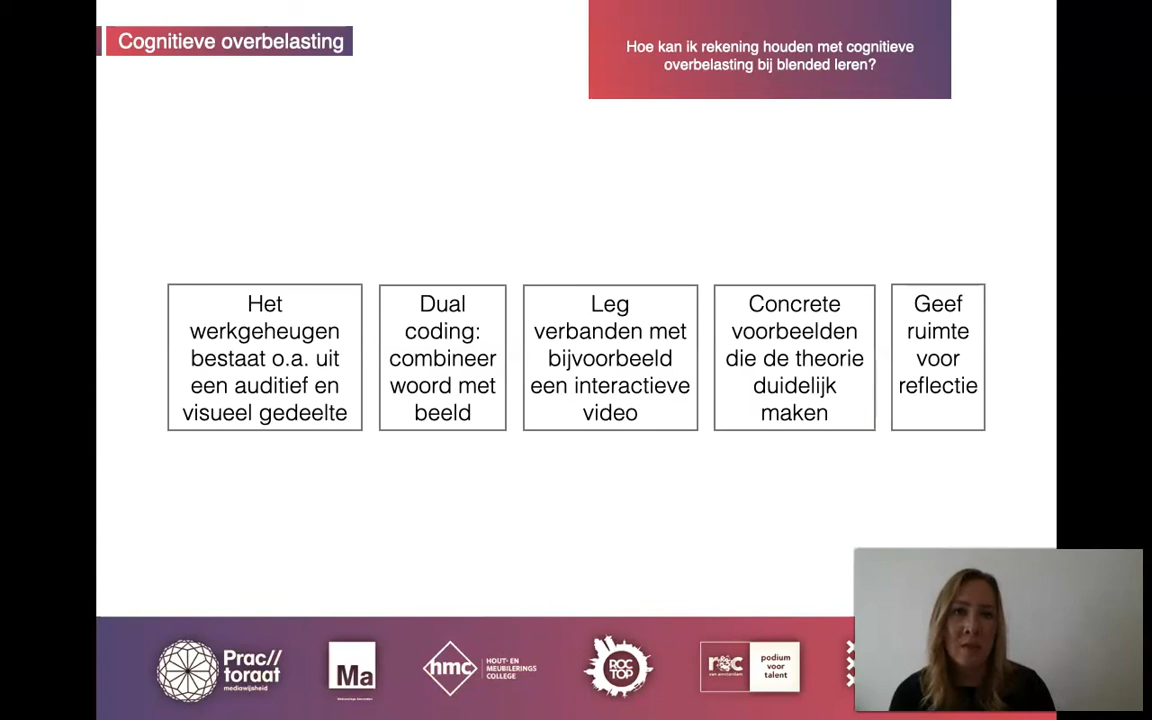 Cognitieve overbelasting
Hoe kan ik rekening houden met cognitieve
overbelasting bij blended leren?
Het
werkgeheugen
bestaat o.a. uit
een auditief en
visueel gedeelte
Dual
coding:
combineer
woord met
beeld
Leg
verbanden met
bijvoorbeeld
een interactieve
video
Concrete
voorbeelden
die de theorie
duidelijk
maken
Geef
ruimte
voor
reflectie
Prac//
toraat
mediawijsheid
Ma
hmc
HOUT- EN
MEUBILERINGS
COLLEGE
ROC
TOP
roc
van amsterdam
podium
voor
talent